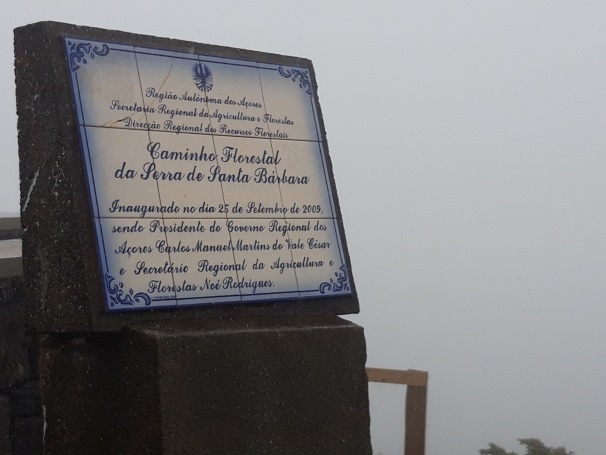 Região Autónoma dos Açores
Secretaria Regional da Agricultura e Florestas
Direcção Regional dos Recursos Florestais
Caminho Florestal
da Serra de Santa Bárbara
Inaugurado no dia 25 de Setembro de 2009,
sendo Presidente do Governo Regional dos
Açores Carlos Manuel Martins do Vale César
e Secretário Regional da Agricultura e
Florestas Noé Rodrigues.